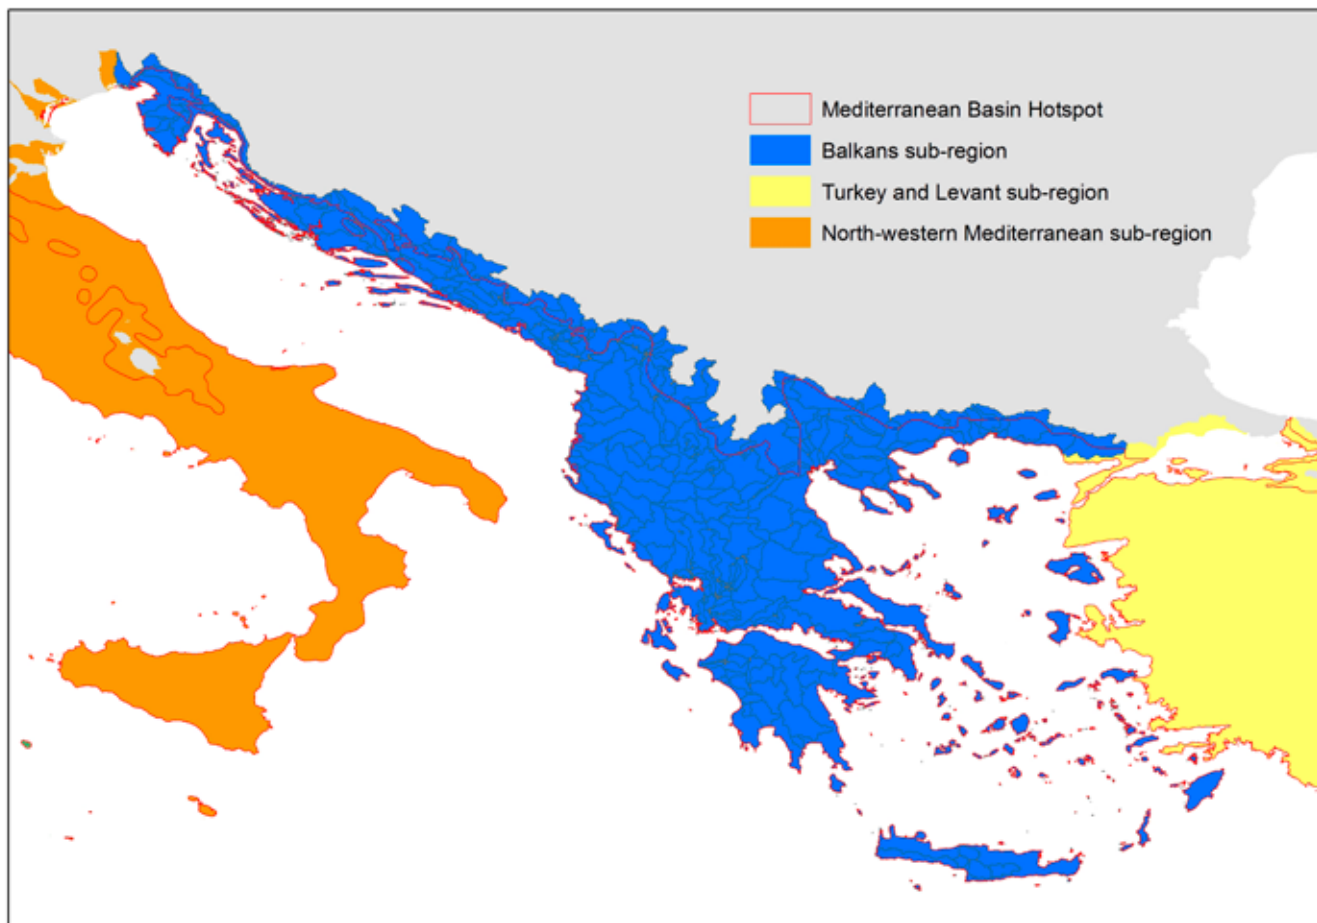 Mediterranean Basin Hotspot
Balkans sub-region
Turkey and Levant sub-region
North-western Mediterranean sub-region